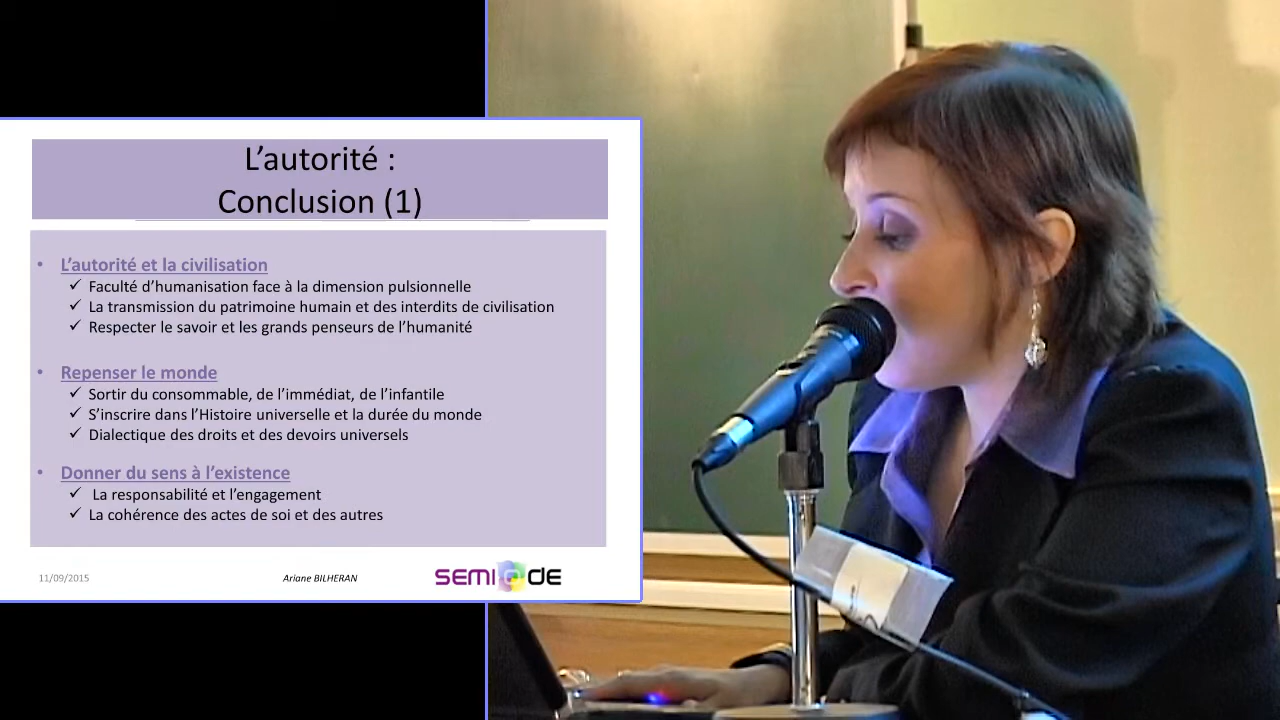 L’autorité :
Conclusion (1)
• L’autorité et la civilisation
✓ Faculté d’humanisation face à la dimension pulsionnelle
✓ La transmission du patrimoine humain et des interdits de civilisation
✓ Respecter le savoir et les grands penseurs de l’humanité
• Repenser le monde
✓ Sortir du consommable, de l’immédiat, de l’infantile
✓ S’inscrire dans l’Histoire universelle et la durée du monde
✓ Dialectique des droits et des devoirs universels
• Donner du sens à l’existence
✓ La responsabilité et l’engagement
✓ La cohérence des actes de soi et des autres
11/09/2015
Ariane BILHERAN
SEMIODE